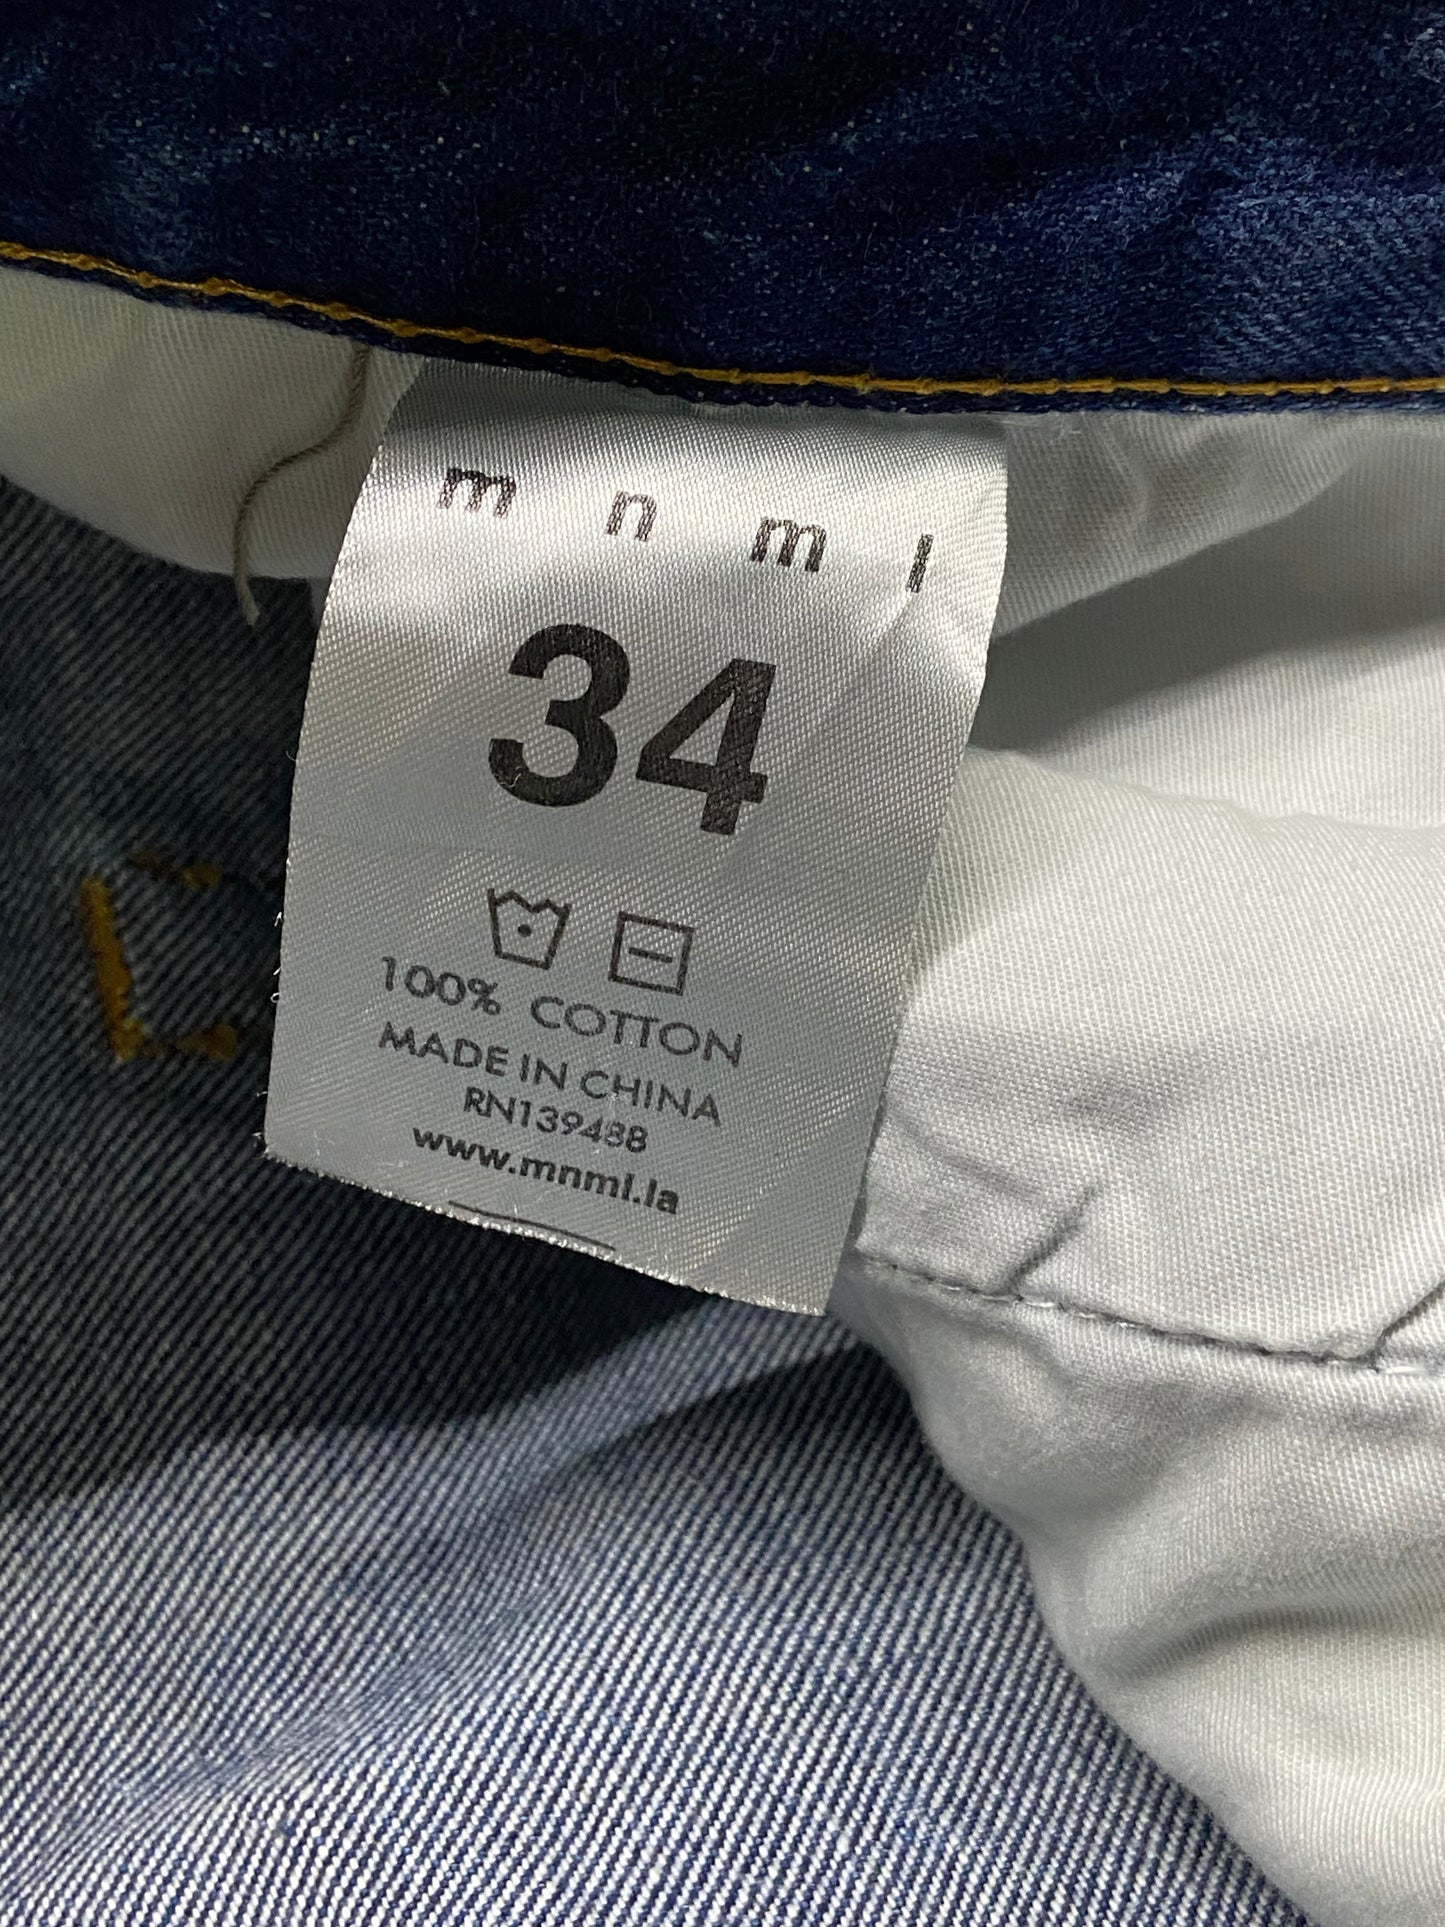 m n m l
34
100% COTTON
MADE IN CHINA
RN139488
www.mnml.la